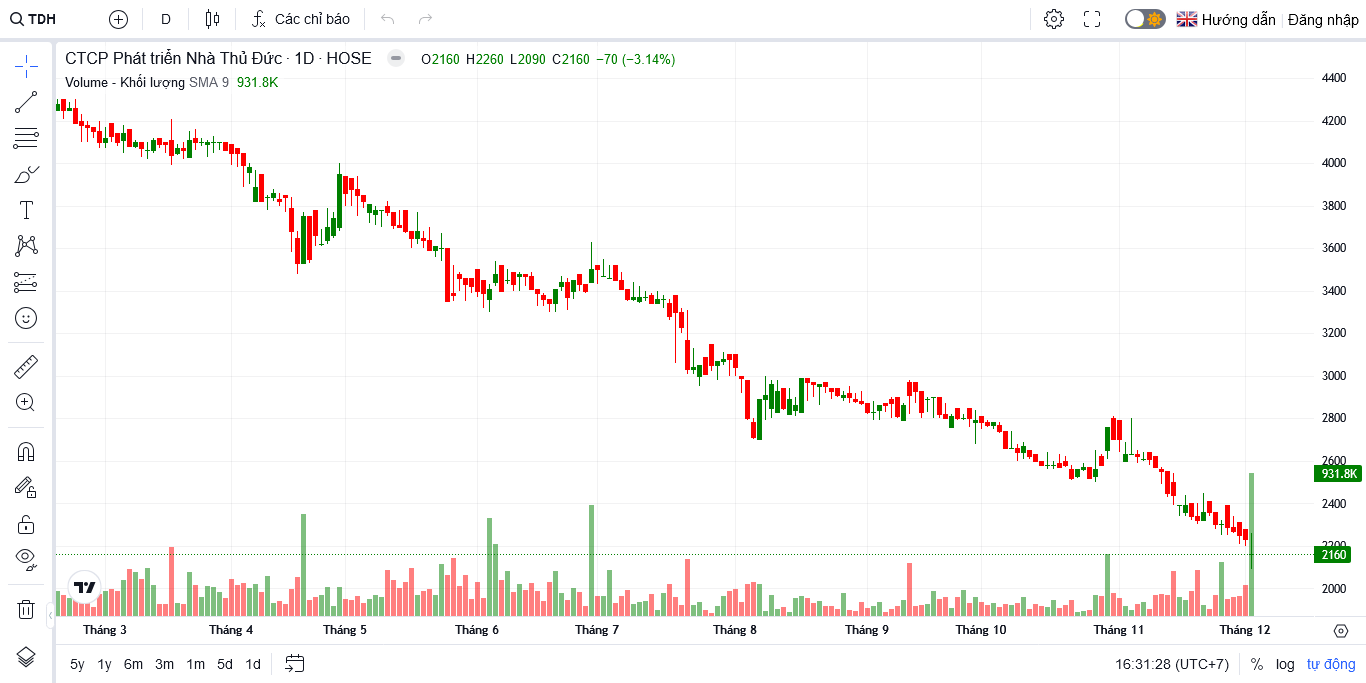 TDH D Các chỉ báo Hướng dẫn Đăng nhập
CTCP Phát triển Nhà Thủ Đức · 1D · HOSE O2160 H2260 L2090 C2160 −70 (−3.14%)
Volume - Khối lượng SMA 9 931.8K
4400
4200
4000
3800
3600
3400
3200
3000
2800
2600
931.8K
2400
2200
2160
2000
Tháng 3 Tháng 4 Tháng 5 Tháng 6 Tháng 7 Tháng 8 Tháng 9 Tháng 10 Tháng 11 Tháng 12
5y 1y 6m 3m 1m 5d 1d 16:31:28 (UTC+7) % log tự động